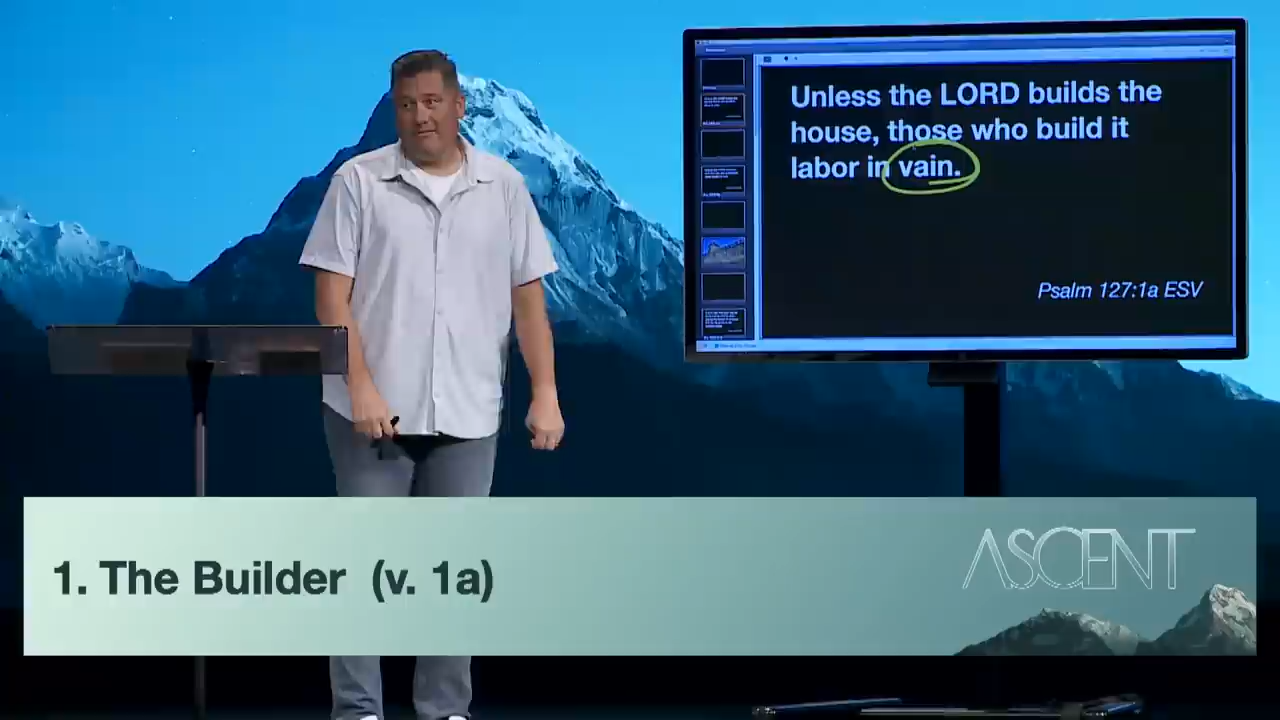 Unless the LORD builds the
house, those who build it
labor in vain.
Psalm 127:1a ESV
1. The Builder (v. 1a)
ASCENT